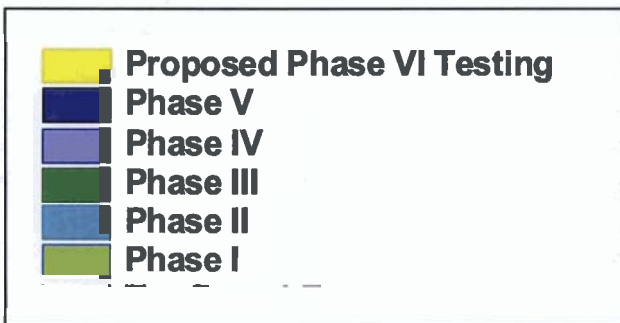 Proposed Phase VI Testing
Phase V
Phase IV
Phase III
Phase II
Phase I